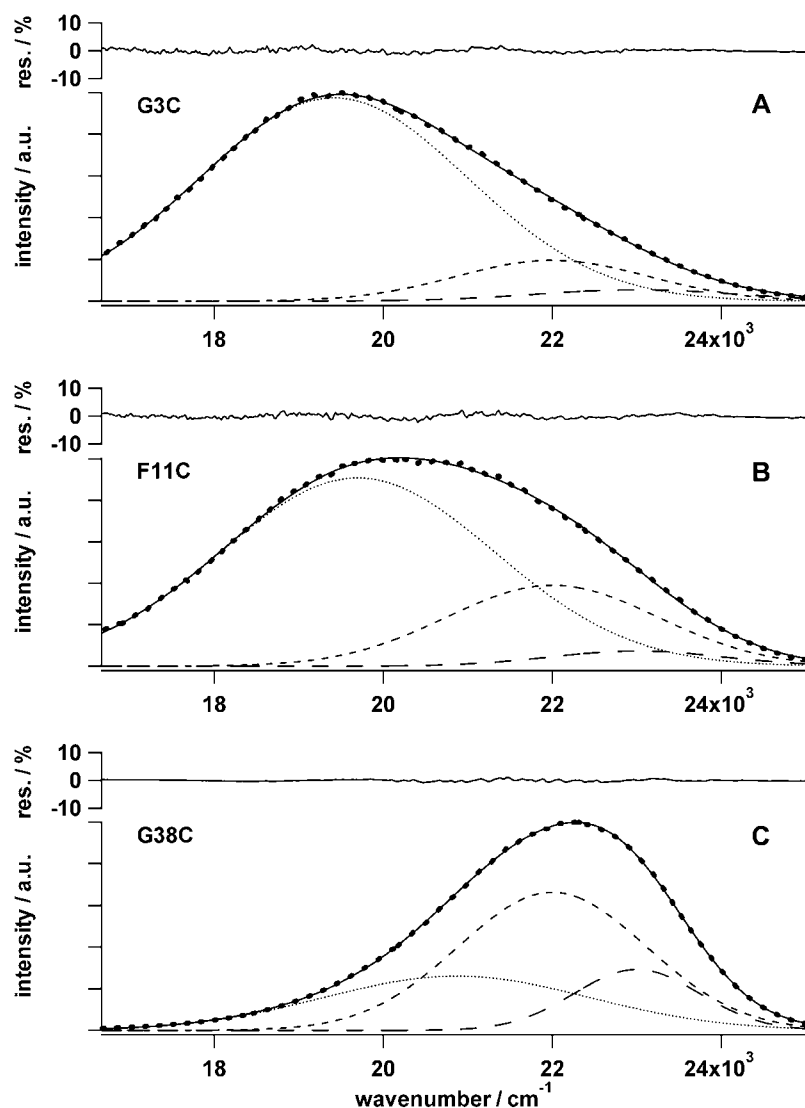 res. / %
10
0
-10
G3C
A
intensity / a.u.
18
20
22
24x10³
res. / %
10
0
-10
F11C
B
intensity / a.u.
18
20
22
24x10³
res. / %
10
0
-10
G38C
C
intensity / a.u.
18
20
22
24x10³
wavenumber / cm⁻¹